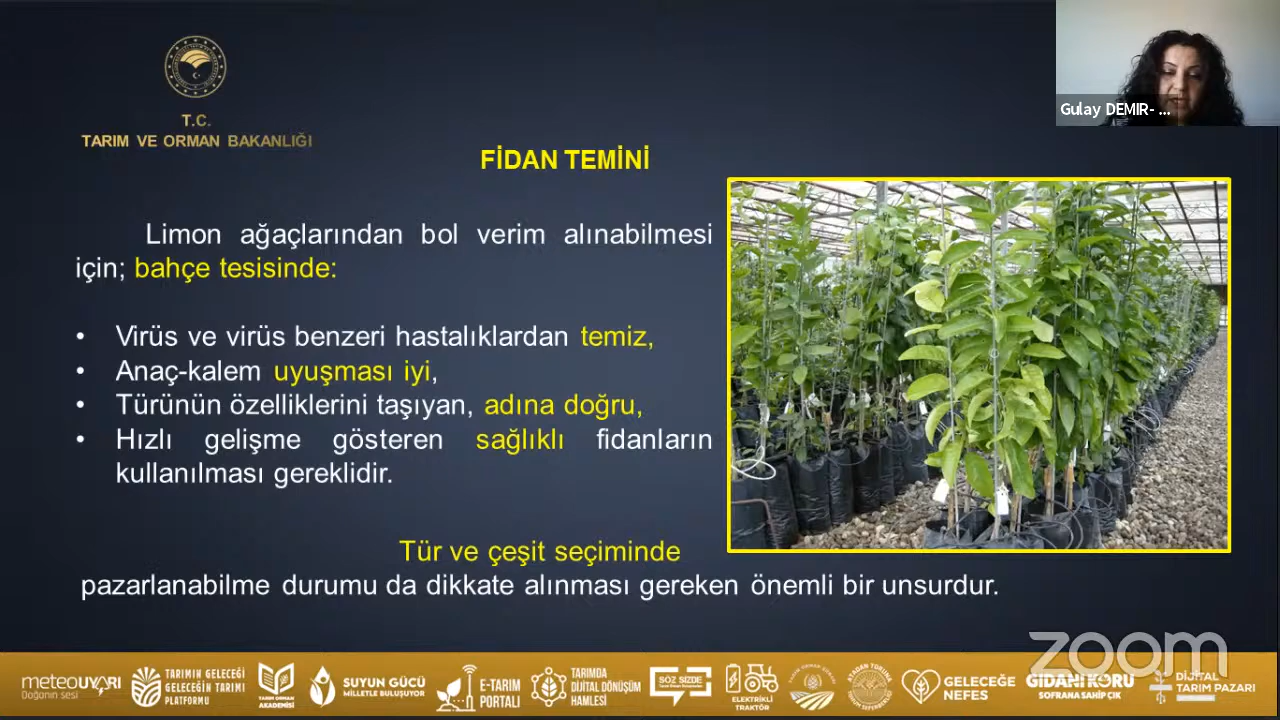 Gulay DEMIR- ...
T.C.
TARIM VE ORMAN BAKANLIĞI
FİDAN TEMİNİ
Limon ağaçlarından bol verim alınabilmesi
için; bahçe tesisinde:
• Virüs ve virüs benzeri hastalıklardan temiz,
• Anaç-kalem uyuşması iyi,
• Türünün özelliklerini taşıyan, adına doğru,
• Hızlı gelişme gösteren sağlıklı fidanların
kullanılması gereklidir.
Tür ve çeşit seçiminde
pazarlanabilme durumu da dikkate alınması gereken önemli bir unsurdur.
zoom
meteoUYARI
Doğanın sesi
TARIMIN GELECEĞİ
GELECEĞİN TARIMI
PLATFORMU
TARIM ORMAN
AKADEMİSİ
SUYUN GÜCÜ
MİLLETLE BULUŞUYOR
E-TARIM
PORTALI
TARIMDA
DİJİTAL DÖNÜŞÜM
HAMLESİ
SÖZ SİZDE
ELEKTRİKLİ
TRAKTÖR
GELECEĞE
NEFES
GIDANI KORU
SOFRANA SAHİP ÇIK
DİJİTAL
TARIM PAZARI